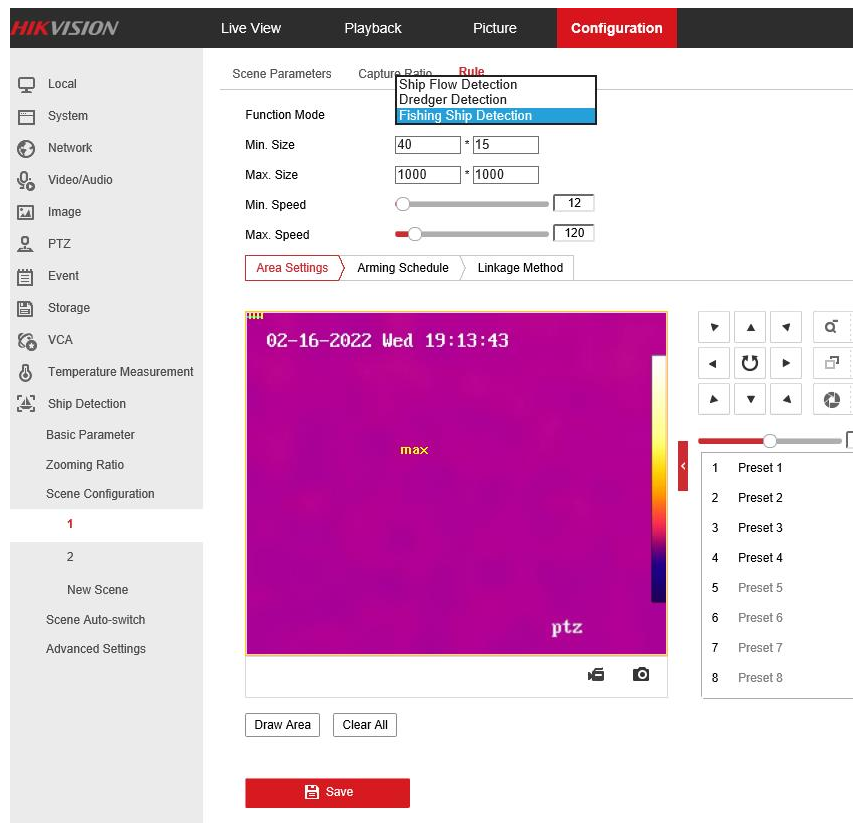 HIKVISION Live View Playback Picture Configuration
Local
System
Network
Video/Audio
Image
PTZ
Event
Storage
VCA
Temperature Measurement
Ship Detection
Basic Parameter
Zooming Ratio
Scene Configuration
1
2
New Scene
Scene Auto-switch
Advanced Settings
Scene Parameters Capture Ratio Rule
Function Mode
Ship Flow Detection
Dredger Detection
Fishing Ship Detection
Min. Size 40 * 15
Max. Size 1000 * 1000
Min. Speed 12
Max. Speed 120
Area Settings Arming Schedule Linkage Method
02-16-2022 Wed 19:13:43
max
ptz
Draw Area Clear All
Save
1 Preset 1
2 Preset 2
3 Preset 3
4 Preset 4
5 Preset 5
6 Preset 6
7 Preset 7
8 Preset 8